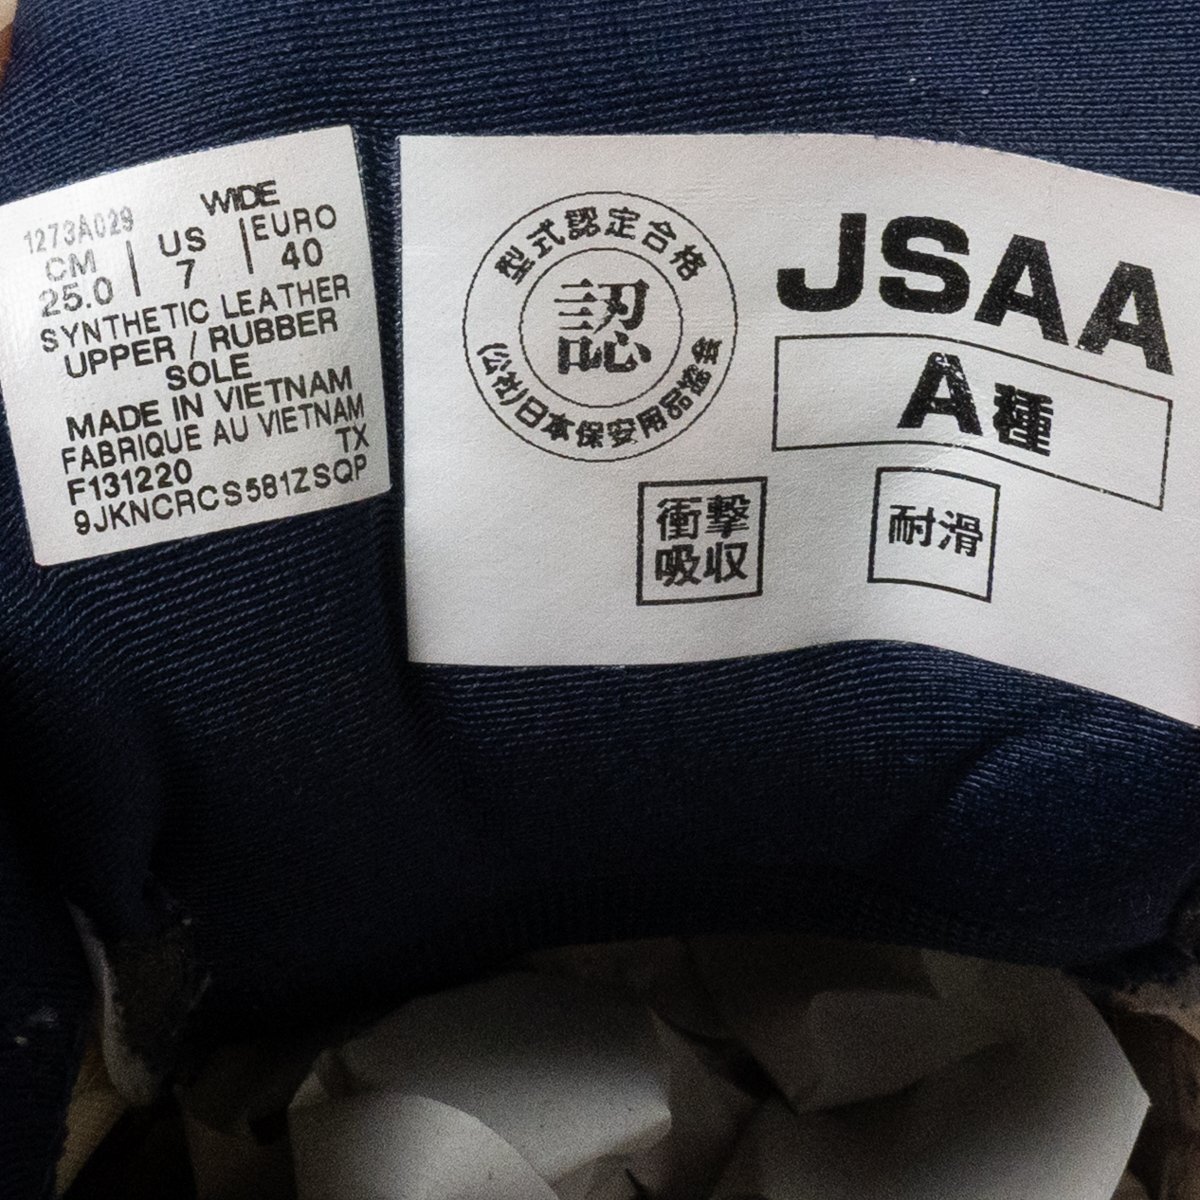 1273A029
WIDE
CM | US | EURO
25.0 7 40
SYNTHETIC LEATHER
UPPER / RUBBER
SOLE
MADE IN VIETNAM
FABRIQUE AU VIETNAM
F131220 TX
9JKNCRCS581ZSQP
型式認定合格
認
(公社)日本保安用品協会
JSAA
A種
衝撃
吸収
耐滑